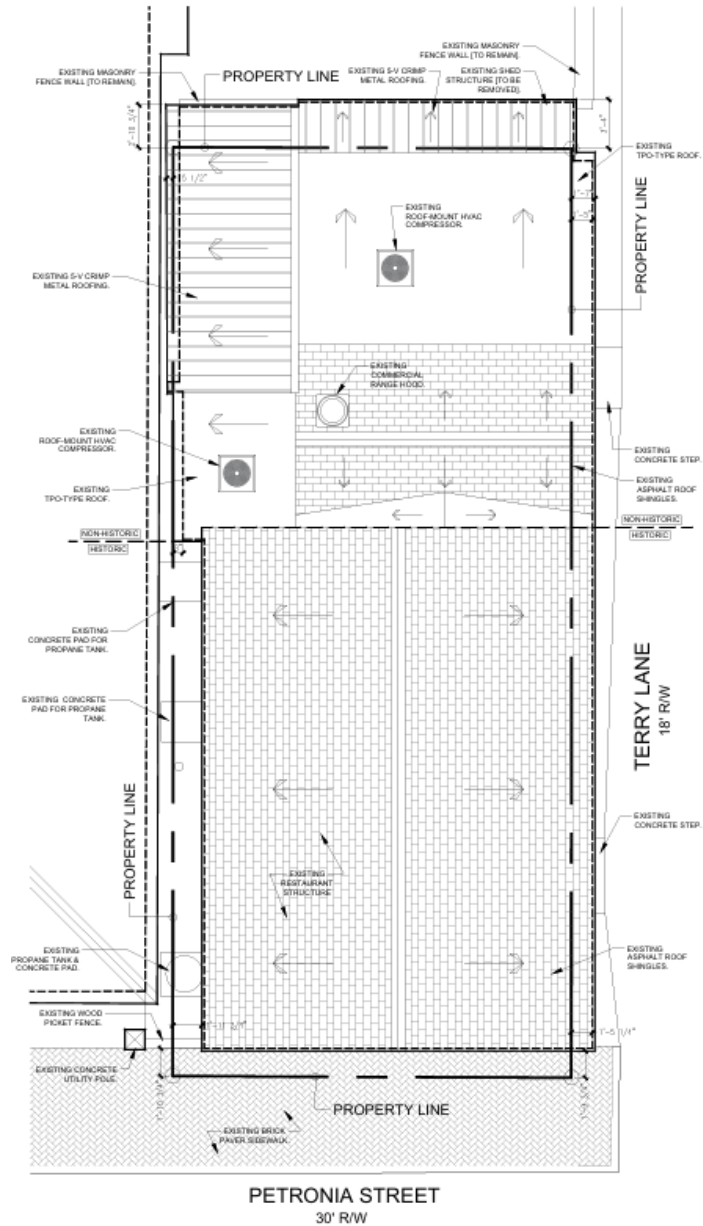 EXISTING MASONRY
FENCE WALL [TO REMAIN].
EXISTING MASONRY
FENCE WALL [TO REMAIN].
PROPERTY LINE
EXISTING 5-V CRIMP
METAL ROOFING.
EXISTING SHED
STRUCTURE [TO BE
REMOVED].
EXISTING
TPO-TYPE ROOF.
PROPERTY LINE
EXISTING
ROOF-MOUNT HVAC
COMPRESSOR.
EXISTING 5-V CRIMP
METAL ROOFING.
EXISTING
COMMERCIAL
RANGE HOOD.
EXISTING
ROOF-MOUNT HVAC
COMPRESSOR.
EXISTING
CONCRETE STEP.
EXISTING
TPO-TYPE ROOF.
EXISTING
ASPHALT ROOF
SHINGLES.
NON-HISTORIC
HISTORIC
NON-HISTORIC
HISTORIC
EXISTING
CONCRETE PAD FOR
PROPANE TANK.
EXISTING CONCRETE
PAD FOR PROPANE
TANK.
TERRY LANE
18' R/W
PROPERTY LINE
EXISTING
CONCRETE STEP.
EXISTING
RESTAURANT
STRUCTURE
EXISTING
PROPANE TANK &
CONCRETE PAD.
EXISTING
ASPHALT ROOF
SHINGLES.
EXISTING WOOD
PICKET FENCE.
EXISTING CONCRETE
UTILITY POLE.
1'-10 3/4"
PROPERTY LINE
EXISTING BRICK
PAVER SIDEWALK.
PETRONIA STREET
30' R/W